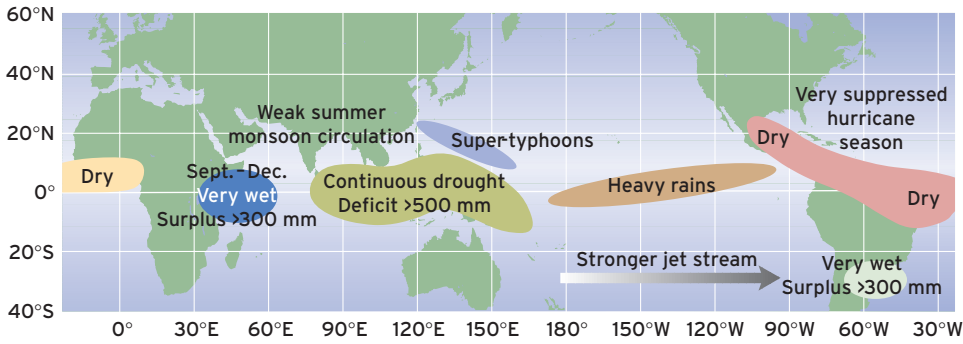 60°N
40°N
20°N
0°
20°S
40°S
Weak summer
monsoon circulation
Super-typhoons
Very suppressed
hurricane
season
Dry
Sept. Dec.
Very wet
Surplus >300 mm
Continuous drought
Deficit >500 mm
Heavy rains
Dry
Dry
Stronger jet stream
Very wet
Surplus >300 mm
0° 30°E 60°E 90°E 120°E 150°E 180° 150°W 120°W 90°W 60°W 30°W